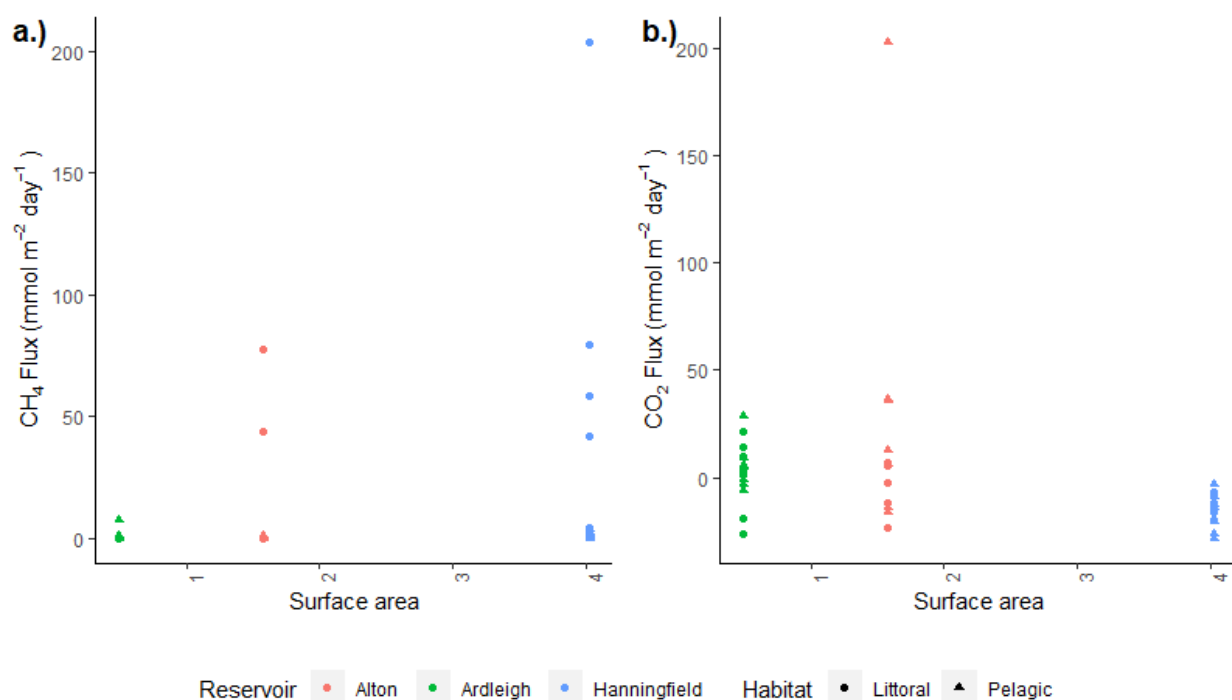 a.)
CH₄ Flux (mmol m⁻² day⁻¹ )
200
150
100
50
0
1
2
3
4
Surface area
b.)
CO₂ Flux (mmol m⁻² day⁻¹ )
200
150
100
50
0
1
2
3
4
Surface area
Reservoir Alton Ardleigh Hanningfield Habitat Littoral Pelagic